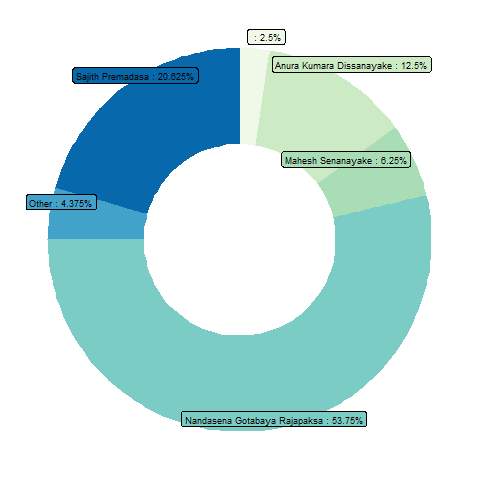 : 2.5%
Anura Kumara Dissanayake : 12.5%
Sajith Premadasa : 20.625%
Mahesh Senanayake : 6.25%
Other : 4.375%
Nandasena Gotabaya Rajapaksa : 53.75%